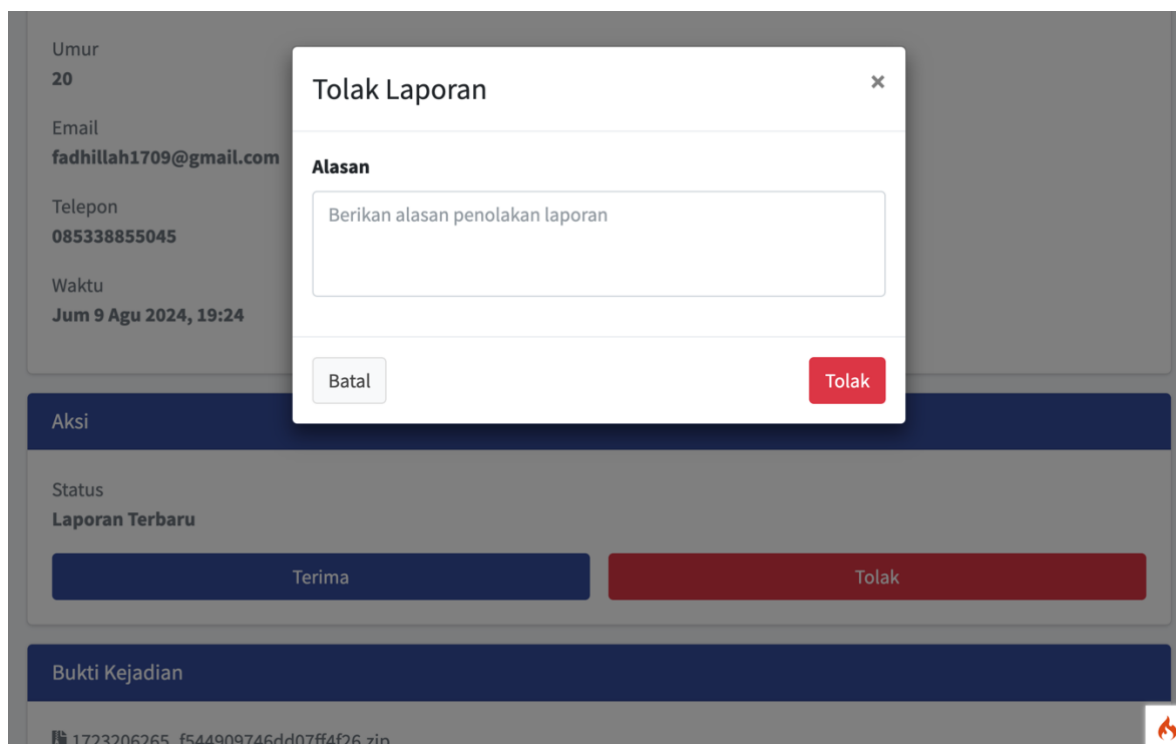 Umur
20
Email
fadhillah1709@gmail.com
Telepon
085338855045
Waktu
Jum 9 Agu 2024, 19:24
Tolak Laporan
×
Alasan
Berikan alasan penolakan laporan
Batal
Tolak
Aksi
Status
Laporan Terbaru
Terima
Tolak
Bukti Kejadian
1723206265_f544909746dd07ff4f26.zip